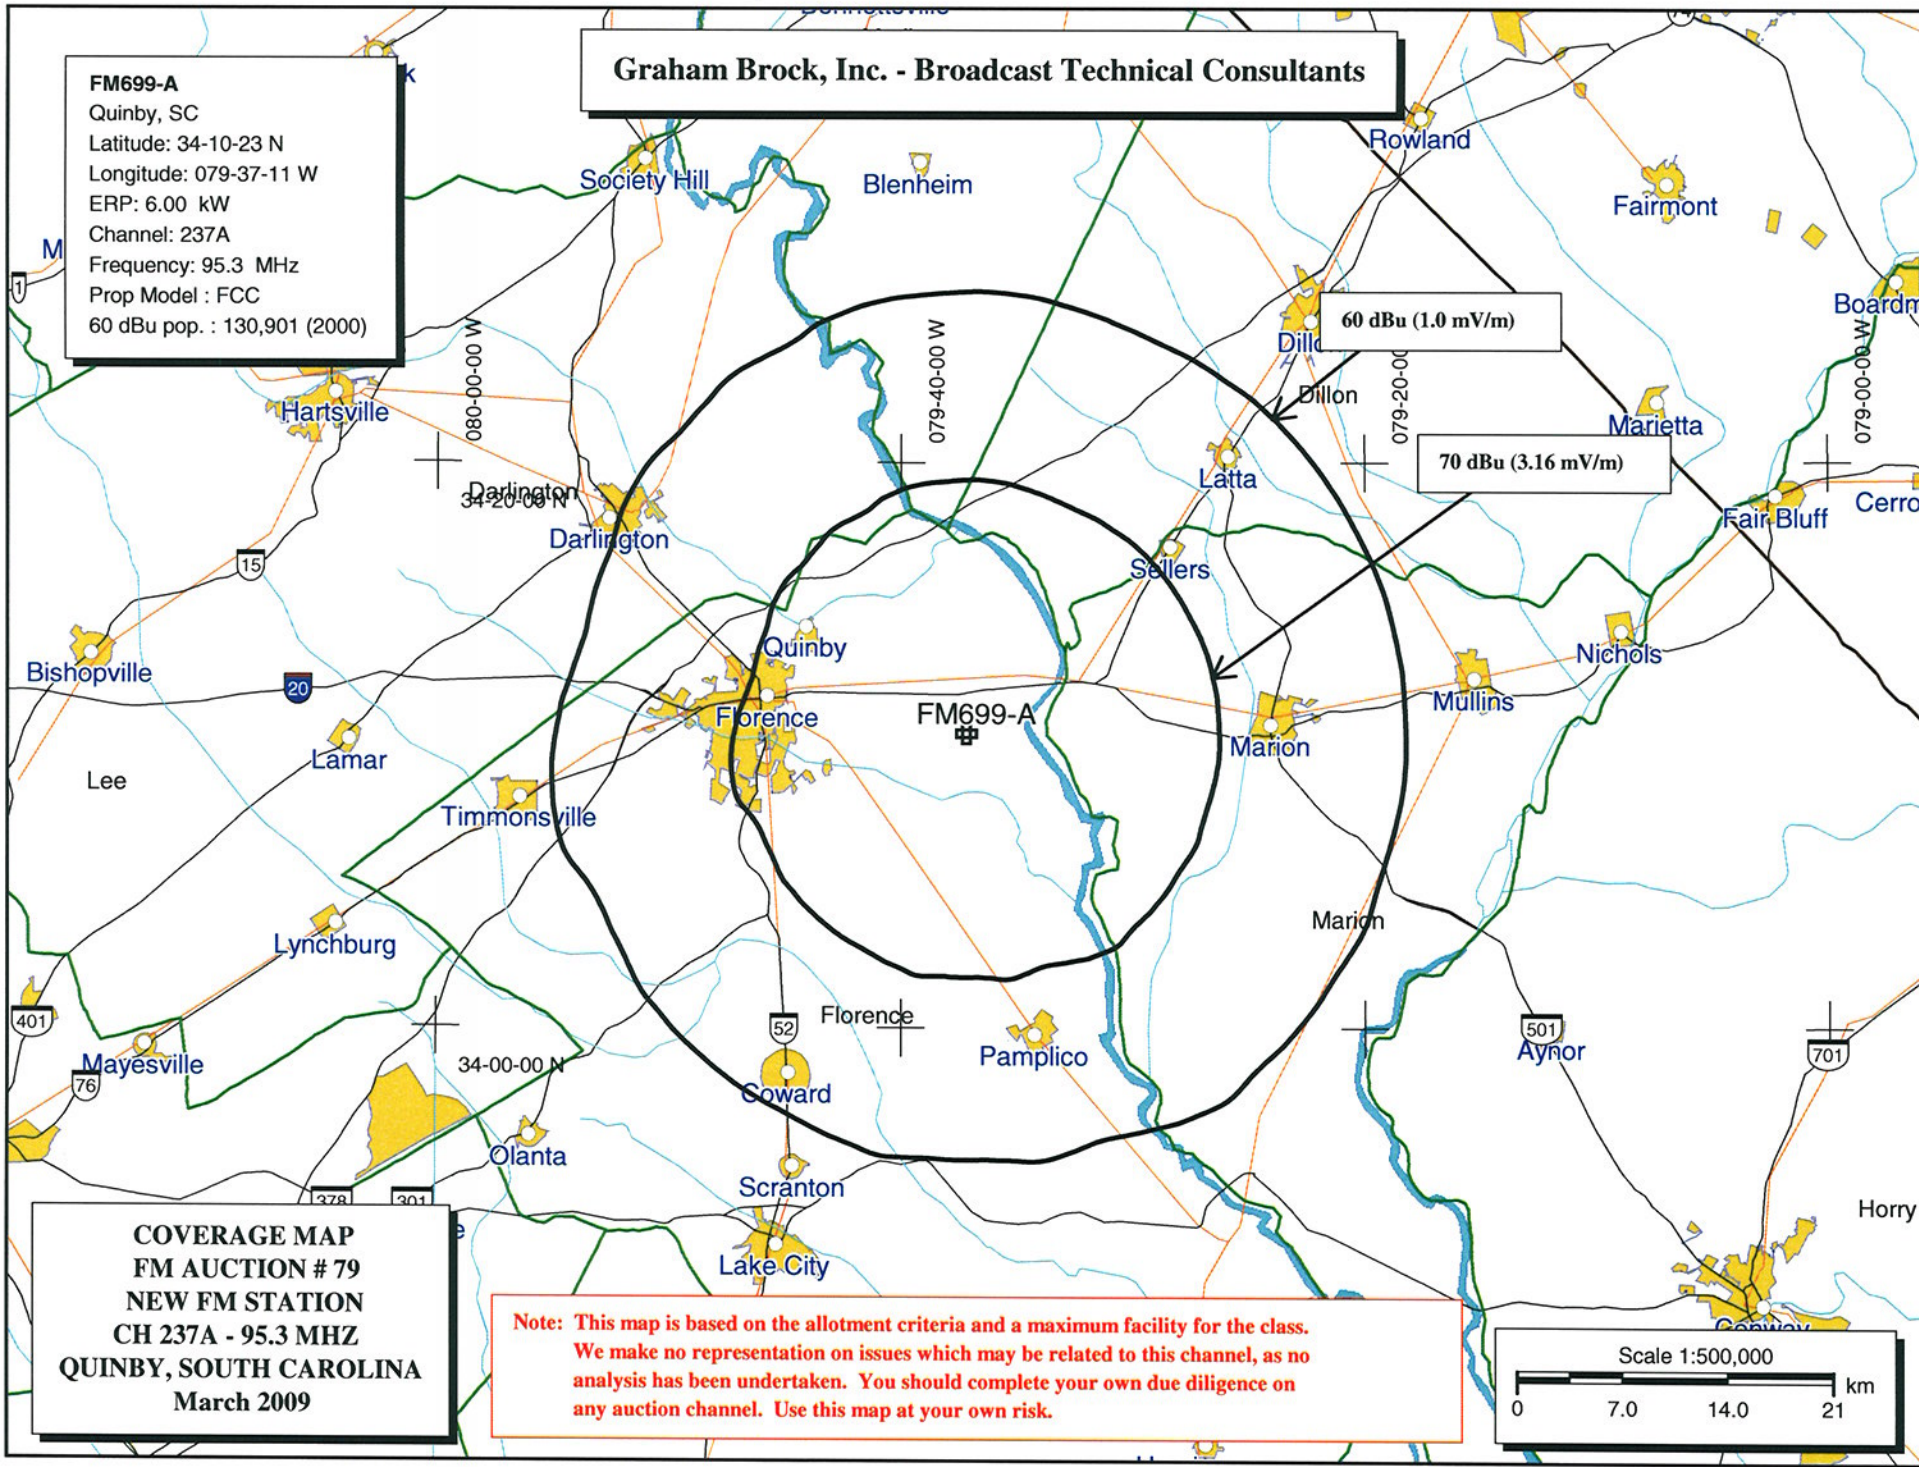 Graham Brock, Inc. - Broadcast Technical Consultants
FM699-A
Quinby, SC
Latitude: 34-10-23 N
Longitude: 079-37-11 W
ERP: 6.00 kW
Channel: 237A
Frequency: 95.3 MHz
Prop Model : FCC
60 dBu pop. : 130,901 (2000)
74
Rowland
Society Hill
Blenheim
Fairmont
1
Dillon
60 dBu (1.0 mV/m)
Hartsville
080-00-00 W
079-40-00 W
079-00-00 W
Marietta
70 dBu (3.16 mV/m)
Latta
Darlington
34-20-00 N
Darlington
Fair Bluff
15
Sellers
Quinby
Bishopville
Nichols
20
Mullins
Florence
FM699-A
Marion
Lamar
Lee
Timmonsville
Marion
Lynchburg
401
52
Florence
501
Mayesville
76
34-00-00 N
Pamplico
Aynor
701
Coward
Olanta
Scranton
378
301
Horry
Lake City
Conway
COVERAGE MAP
FM AUCTION # 79
NEW FM STATION
CH 237A - 95.3 MHZ
QUINBY, SOUTH CAROLINA
March 2009
Note: This map is based on the allotment criteria and a maximum facility for the class.
We make no representation on issues which may be related to this channel, as no
analysis has been undertaken. You should complete your own due diligence on
any auction channel. Use this map at your own risk.
Scale 1:500,000
km
0 7.0 14.0 21